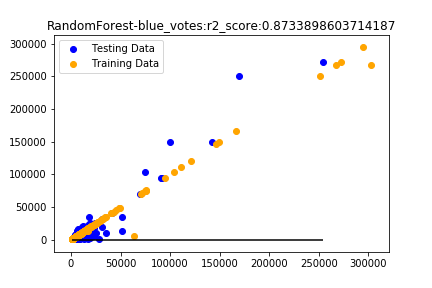 RandomForest-blue_votes:r2_score:0.8733898603714187
Testing Data
Training Data
300000
250000
200000
150000
100000
50000
0
0 50000 100000 150000 200000 250000 300000